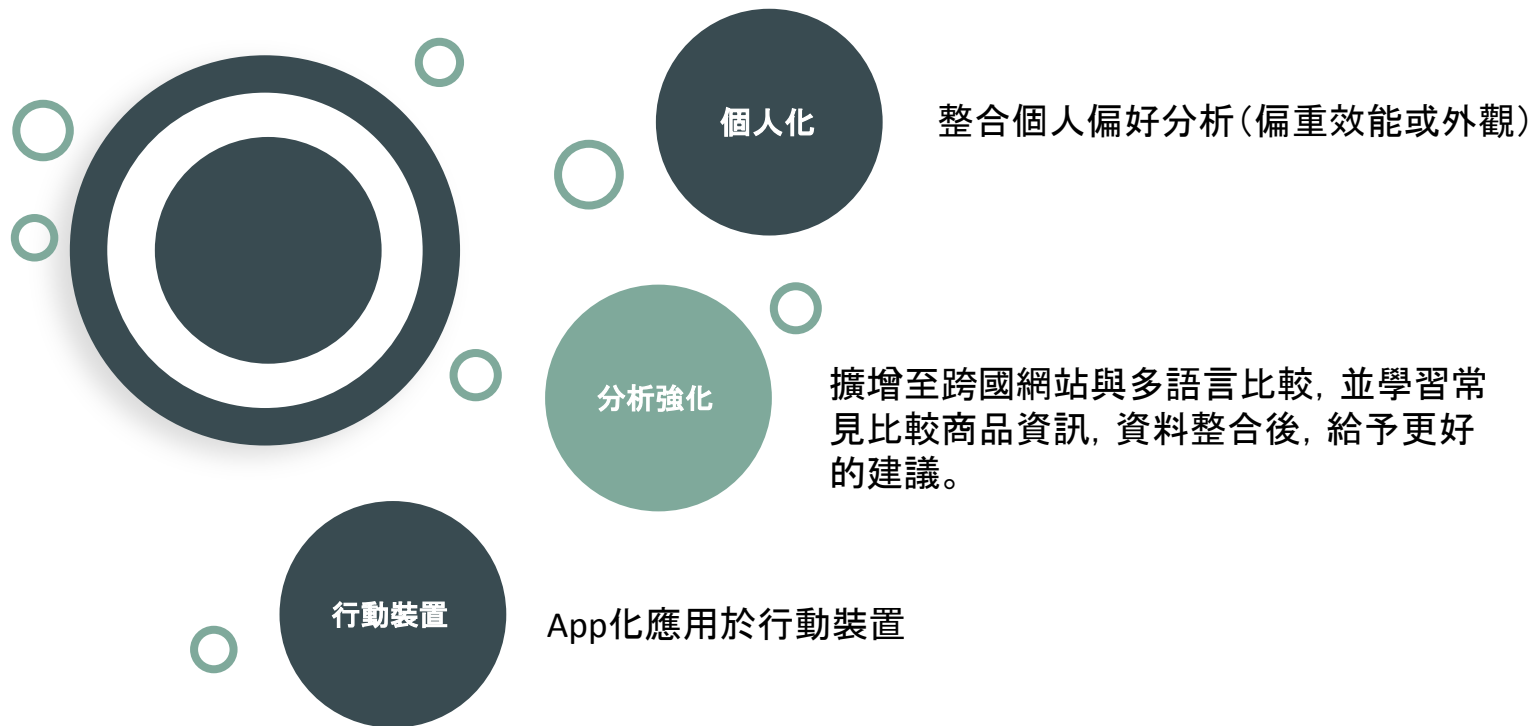 個人化
整合個人偏好分析(偏重效能或外觀)
分析強化
擴增至跨國網站與多語言比較, 並學習常
見比較商品資訊, 資料整合後, 給予更好
的建議。
行動裝置
App化應用於行動裝置